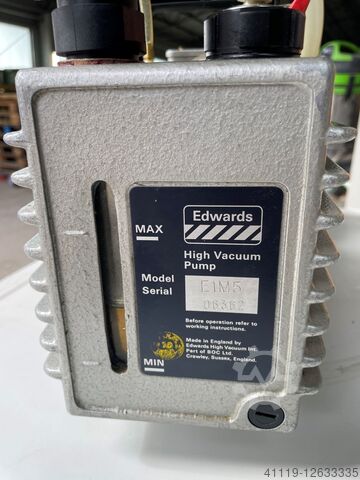 Edwards
MAX
High Vacuum
Pump
Model
Serial
E1M5
06362
Before operation refer to
working instructions.
Made in England by
Edwards High Vacuum Int.
Part of BOC Ltd.
Crawley, Sussex, England.
MIN
41119-12633335